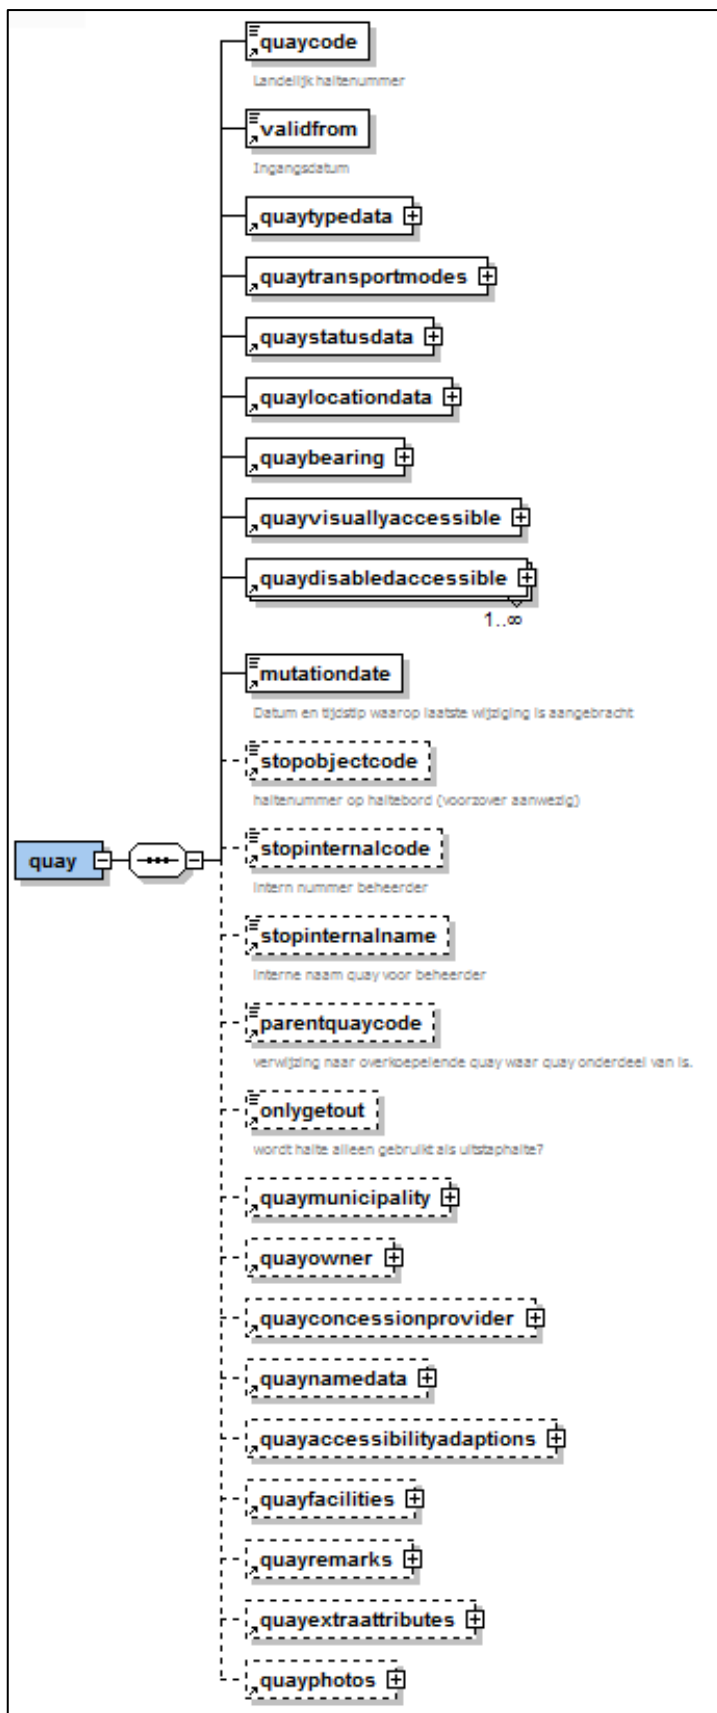 quaycode
Landelijk haltenummer
validfrom
Ingangsdatum
quaytypedata
quaytransportmodes
quaystatusdata
quaylocationdata
quaybearing
quayvisuallyaccessible
quaydisabledaccessible
1..∞
mutationdate
Datum en tijdstip waarop laatste wijziging is aangebracht
stopobjectcode
haltenummer op haltebord (voorzover aanwezig)
quay
stopinternalcode
Intern nummer beheerder
stopinternalname
Interne naam quay voor beheerder
parentquaycode
verwijzing naar overkoepelende quay waar quay onderdeel van is.
onlygetout
wordt halte alleen gebruikt als uitstaphalte?
quaymunicipality
quayowner
quayconcessionprovider
quaynamedata
quayaccessibilityadaptions
quayfacilities
quayremarks
quayextraattributes
quayphotos